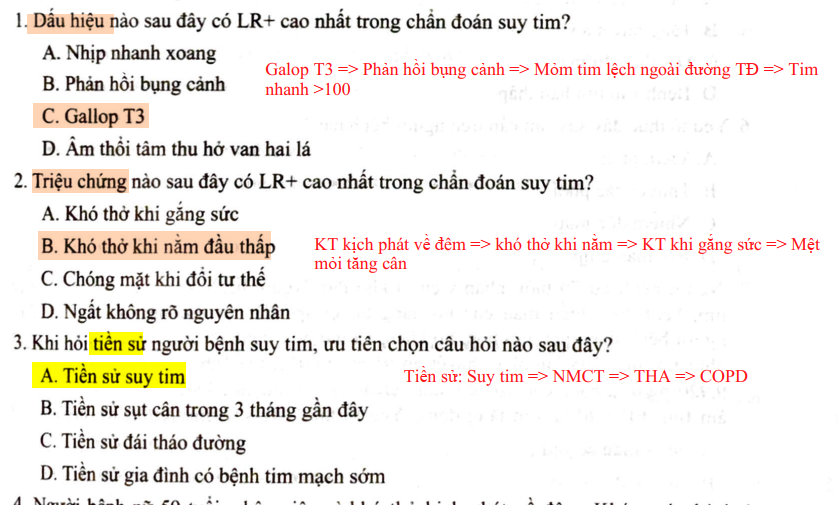 1. Dấu hiệu nào sau đây có LR+ cao nhất trong chẩn đoán suy tim?
A. Nhịp nhanh xoang
Galop T3 => Phản hồi bụng cảnh => Mỏm tim lệch ngoài đường TĐ => Tim
nhanh >100
B. Phản hồi bụng cảnh
C. Gallop T3
D. Âm thổi tâm thu hở van hai lá
2. Triệu chứng nào sau đây có LR+ cao nhất trong chẩn đoán suy tim?
A. Khó thở khi gắng sức
B. Khó thở khi nằm đầu thấp
KT kịch phát về đêm => khó thở khi nằm => KT khi gắng sức => Mệt
mỏi tăng cân
C. Chóng mặt khi đổi tư thế
D. Ngất không rõ nguyên nhân
3. Khi hỏi tiền sử người bệnh suy tim, ưu tiên chọn câu hỏi nào sau đây?
A. Tiền sử suy tim
Tiền sử: Suy tim => NMCT => THA => COPD
B. Tiền sử sụt cân trong 3 tháng gần đây
C. Tiền sử đái tháo đường
D. Tiền sử gia đình có bệnh tim mạch sớm